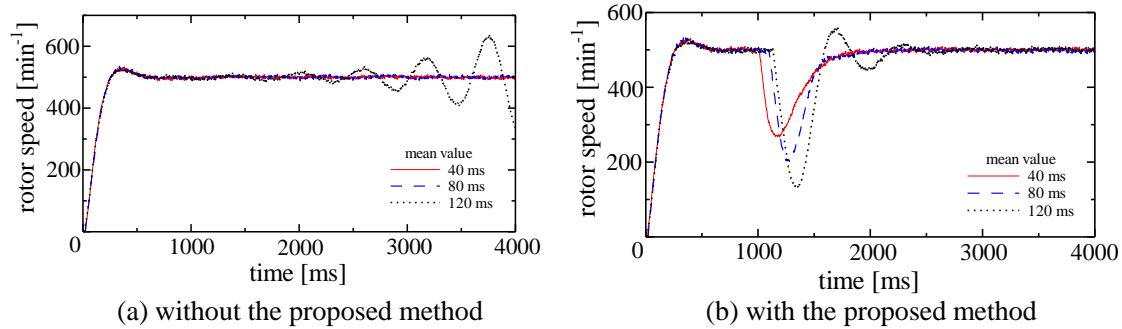 600
400
200
rotor speed [min⁻¹]
mean value
40 ms
80 ms
120 ms
0
1000
2000
3000
4000
time [ms]
(a) without the proposed method
600
400
200
rotor speed [min⁻¹]
mean value
40 ms
80 ms
120 ms
0
1000
2000
3000
4000
time [ms]
(b) with the proposed method